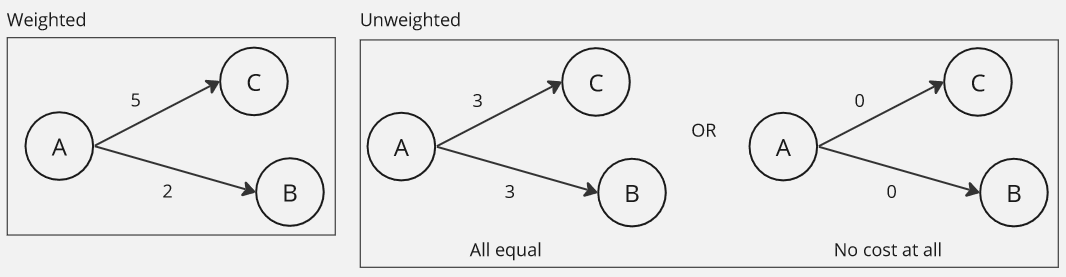 Weighted
A
5
2
C
B
Unweighted
A
3
3
C
B
All equal
OR
A
0
0
C
B
No cost at all